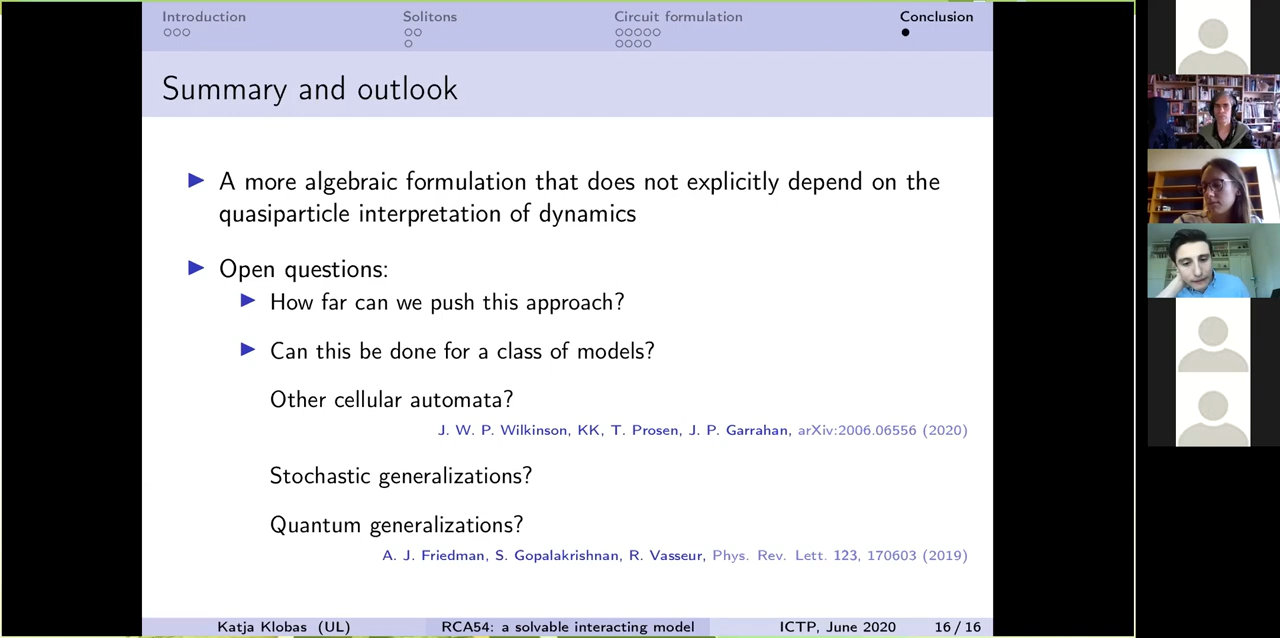 Introduction Solitons Circuit formulation Conclusion
Summary and outlook
A more algebraic formulation that does not explicitly depend on the
quasiparticle interpretation of dynamics
Open questions:
How far can we push this approach?
Can this be done for a class of models?
Other cellular automata?
J. W. P. Wilkinson, KK, T. Prosen, J. P. Garrahan, arXiv:2006.06556 (2020)
Stochastic generalizations?
Quantum generalizations?
A. J. Friedman, S. Gopalakrishnan, R. Vasseur, Phys. Rev. Lett. 123, 170603 (2019)
Katja Klobas (UL) RCA54: a solvable interacting model ICTP, June 2020 16 / 16